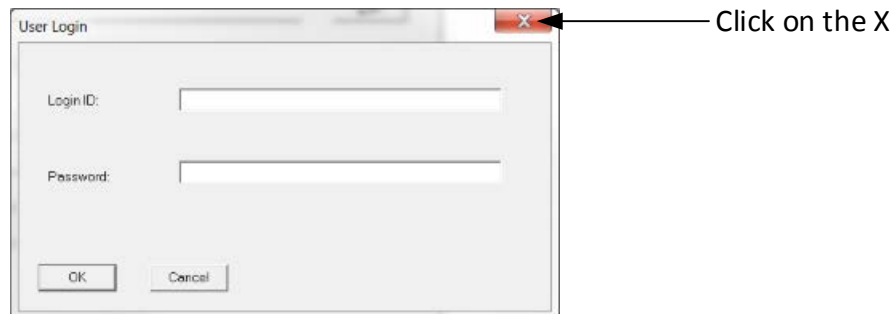 User Login
X
Click on the X
Login ID:
Password:
OK
Cancel